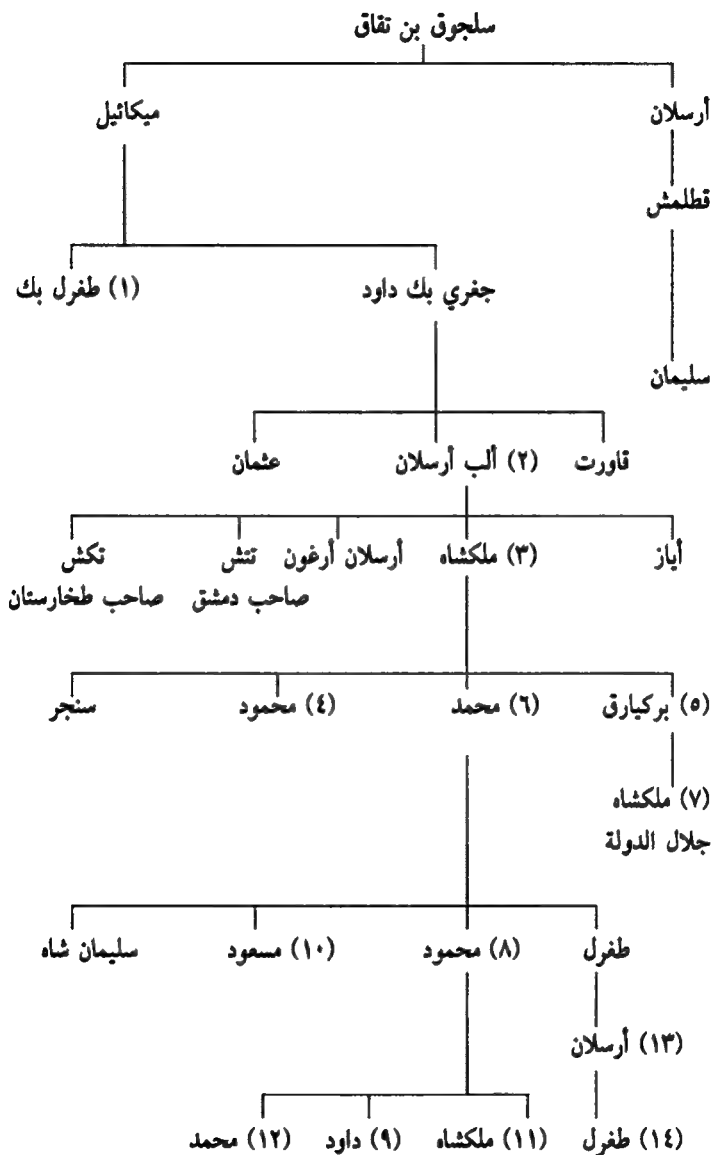 سلجوق بن تقاق
أرسلان ميكائيل
قطلمش
جغري بك داود (١) طغرل بك
سليمان
قاورت (٢) ألب أرسلان عثمان
أياز (٣) ملكشاه أرسلان أرغون تتش تكش
صاحب دمشق صاحب طخارستان
(٥) بركيارق (٦) محمد (٤) محمود سنجر
(٧) ملكشاه
جلال الدولة
طغرل (٨) محمود (١٠) مسعود سليمان شاه
(١٣) أرسلان
(١٤) طغرل (١١) ملكشاه (٩) داود (١٢) محمد